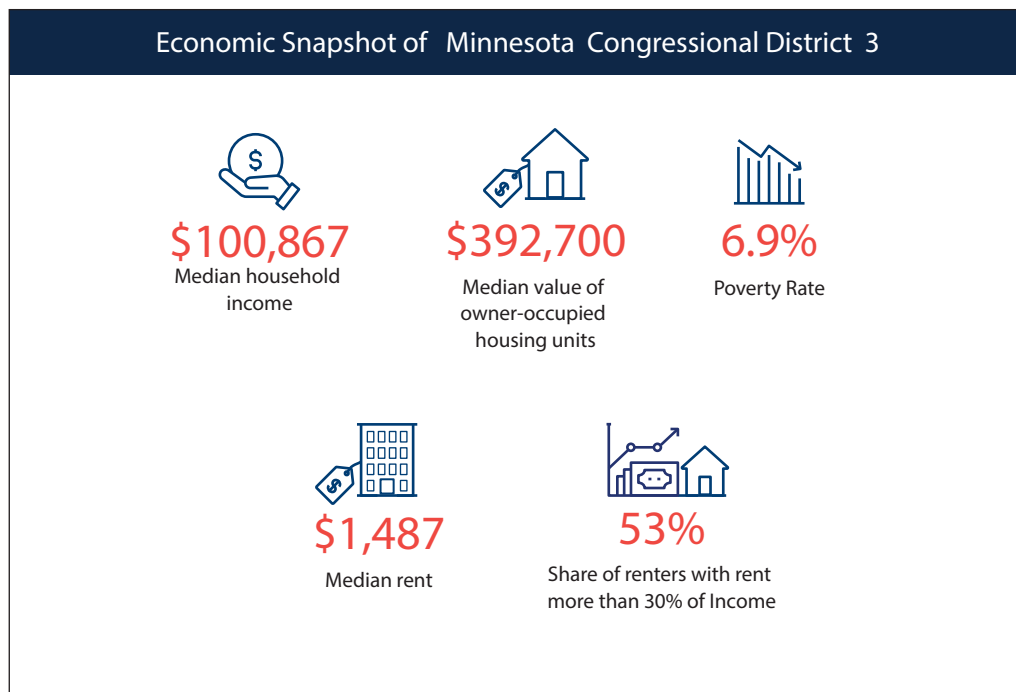 Economic Snapshot of Minnesota Congressional District 3
$
$
$100,867
Median household
income
$392,700
Median value of
owner-occupied
housing units
6.9%
Poverty Rate
$
$1,487
Median rent
53%
Share of renters with rent
more than 30% of Income